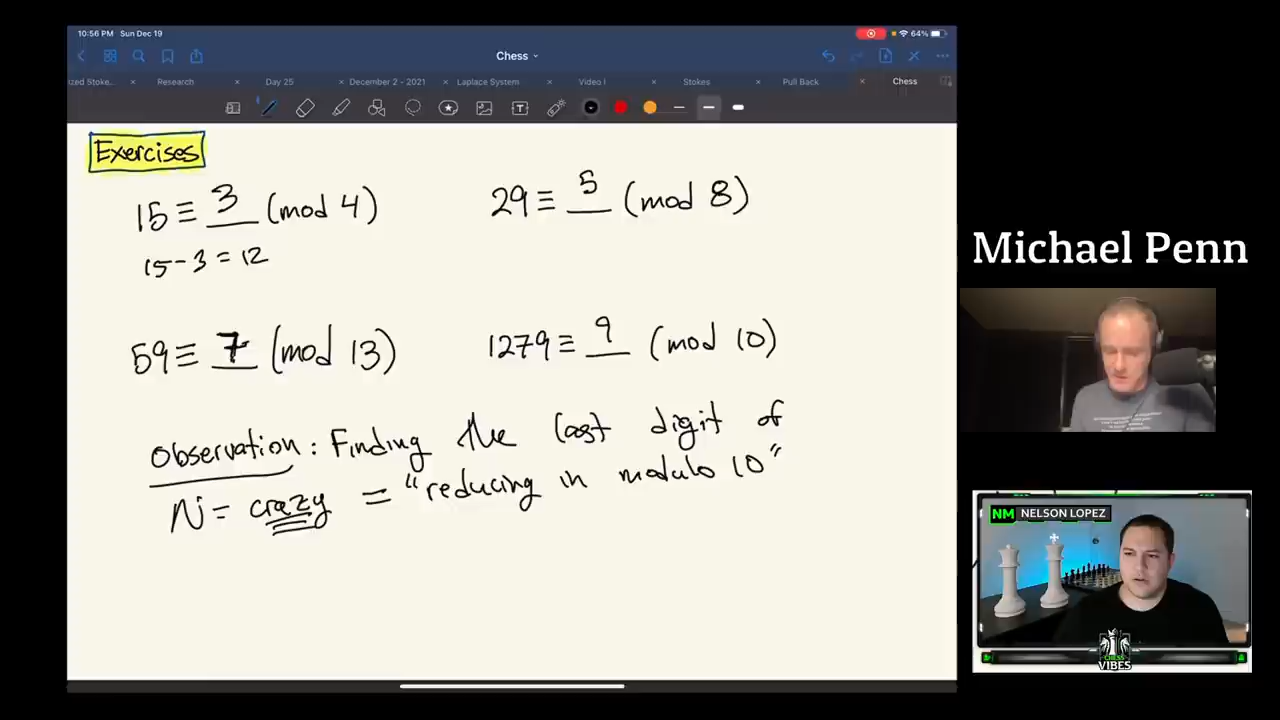 10:56 PM Sun Dec 19
64%
Chess
ized Stoke...
Research
Day 25
December 2 - 2021
Laplace System
Video I
Stokes
Pull Back
Chess
Exercises
15 ≡ 3 (mod 4)
29 ≡ 5 (mod 8)
15 - 3 = 12
59 ≡ 7 (mod 13)
1279 ≡ 9 (mod 10)
Observation: Finding the last digit of
N = crazy = "reducing in modulo 10"
Michael Penn
NM NELSON LOPEZ
CHESS
VIBES